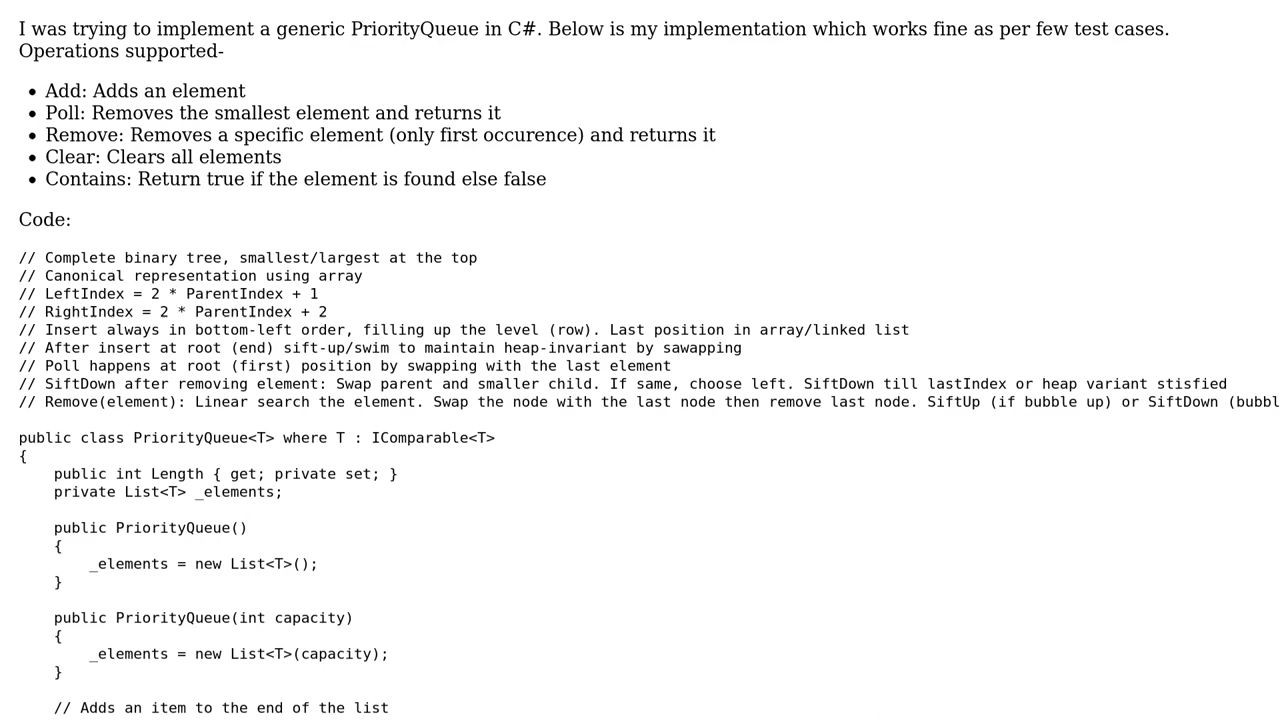 I was trying to implement a generic PriorityQueue in C#. Below is my implementation which works fine as per few test cases.
Operations supported-
• Add: Adds an element
• Poll: Removes the smallest element and returns it
• Remove: Removes a specific element (only first occurence) and returns it
• Clear: Clears all elements
• Contains: Return true if the element is found else false
Code:
// Complete binary tree, smallest/largest at the top
// Canonical representation using array
// LeftIndex = 2 * ParentIndex + 1
// RightIndex = 2 * ParentIndex + 2
// Insert always in bottom-left order, filling up the level (row). Last position in array/linked list
// After insert at root (end) sift-up/swim to maintain heap-invariant by sawapping
// Poll happens at root (first) position by swapping with the last element
// SiftDown after removing element: Swap parent and smaller child. If same, choose left. SiftDown till lastIndex or heap variant stisfied
// Remove(element): Linear search the element. Swap the node with the last node then remove last node. SiftUp (if bubble up) or SiftDown (bubbl
public class PriorityQueue<T> where T : IComparable<T>
{
    public int Length { get; private set; }
    private List<T> _elements;
    public PriorityQueue()
    {
        _elements = new List<T>();
    }
    public PriorityQueue(int capacity)
    {
        _elements = new List<T>(capacity);
    }
    // Adds an item to the end of the list